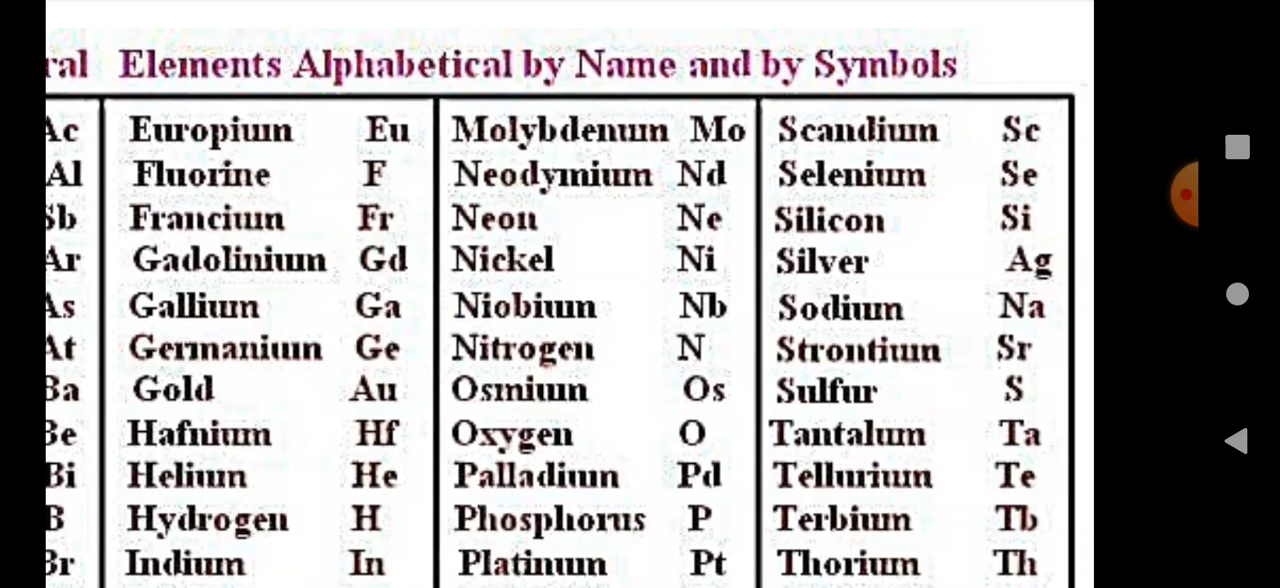 ral Elements Alphabetical by Name and by Symbols
Ac Europium Eu Molybdenum Mo Scandium Sc
Al Fluorine F Neodymium Nd Selenium Se
Sb Francium Fr Neon Ne Silicon Si
Ar Gadolinium Gd Nickel Ni Silver Ag
As Gallium Ga Niobium Nb Sodium Na
At Germanium Ge Nitrogen N Strontium Sr
Ba Gold Au Osmium Os Sulfur S
Be Hafnium Hf Oxygen O Tantalum Ta
Bi Helium He Palladium Pd Tellurium Te
B Hydrogen H Phosphorus P Terbium Tb
Br Indium In Platinum Pt Thorium Th